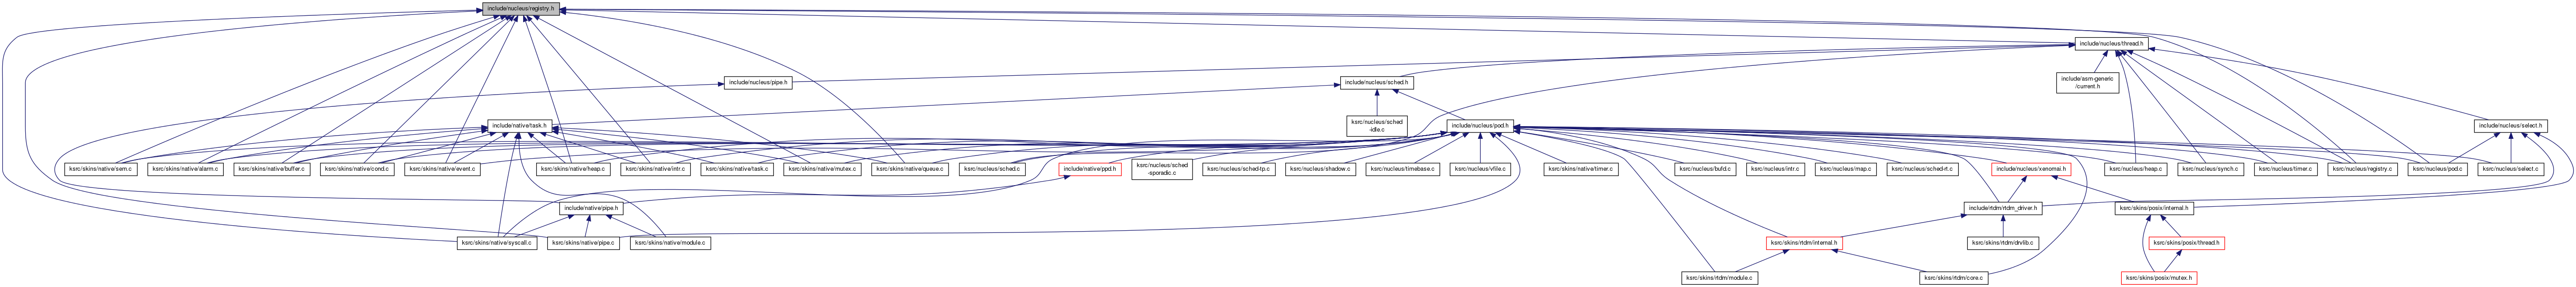 include/nucleus/registry.h
include/nucleus/thread.h
include/nucleus/pipe.h
include/nucleus/sched.h
include/asm-generic
/current.h
include/native/task.h
ksrc/nucleus/sched
-idle.c
include/nucleus/pod.h
include/nucleus/select.h
ksrc/skins/native/sem.c
ksrc/skins/native/alarm.c
ksrc/skins/native/buffer.c
ksrc/skins/native/cond.c
ksrc/skins/native/event.c
ksrc/skins/native/heap.c
ksrc/skins/native/intr.c
ksrc/skins/native/task.c
ksrc/skins/native/mutex.c
ksrc/skins/native/queue.c
ksrc/nucleus/sched.c
include/native/ppd.h
ksrc/nucleus/sched
-sporadic.c
ksrc/nucleus/sched-tp.c
ksrc/nucleus/shadow.c
ksrc/nucleus/timebase.c
ksrc/nucleus/vfile.c
ksrc/skins/native/timer.c
ksrc/nucleus/bufd.c
ksrc/nucleus/intr.c
ksrc/nucleus/map.c
ksrc/nucleus/sched-rt.c
include/nucleus/xenomai.h
ksrc/nucleus/heap.c
ksrc/nucleus/synch.c
ksrc/nucleus/timer.c
ksrc/nucleus/registry.c
ksrc/nucleus/pod.c
ksrc/nucleus/select.c
include/native/pipe.h
include/rtdm/rtdm_driver.h
ksrc/skins/posix/internal.h
ksrc/skins/native/syscall.c
ksrc/skins/native/pipe.c
ksrc/skins/native/module.c
ksrc/skins/rtdm/internal.h
ksrc/skins/rtdm/drvlib.c
ksrc/skins/posix/thread.h
ksrc/skins/rtdm/module.c
ksrc/skins/rtdm/core.c
ksrc/skins/posix/mutex.h